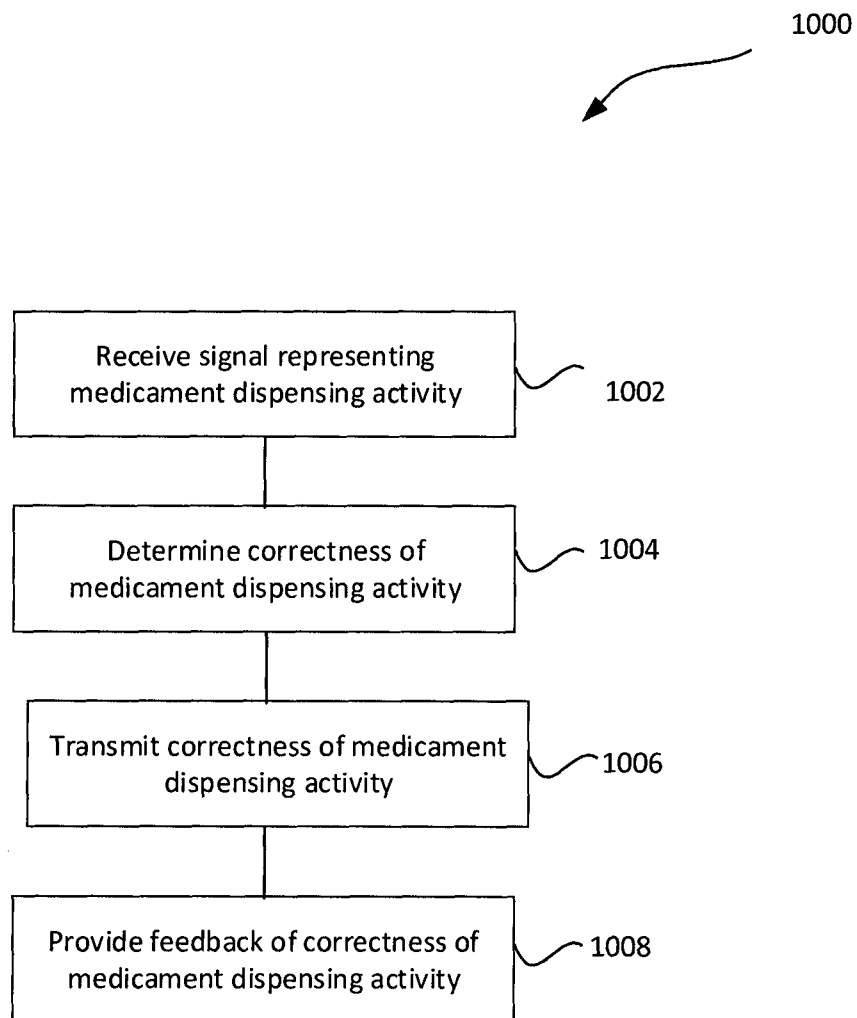 1000
Receive signal representing
medicament dispensing activity
1002
Determine correctness of
medicament dispensing activity
1004
Transmit correctness of medicament
dispensing activity
1006
Provide feedback of correctness of
medicament dispensing activity
1008